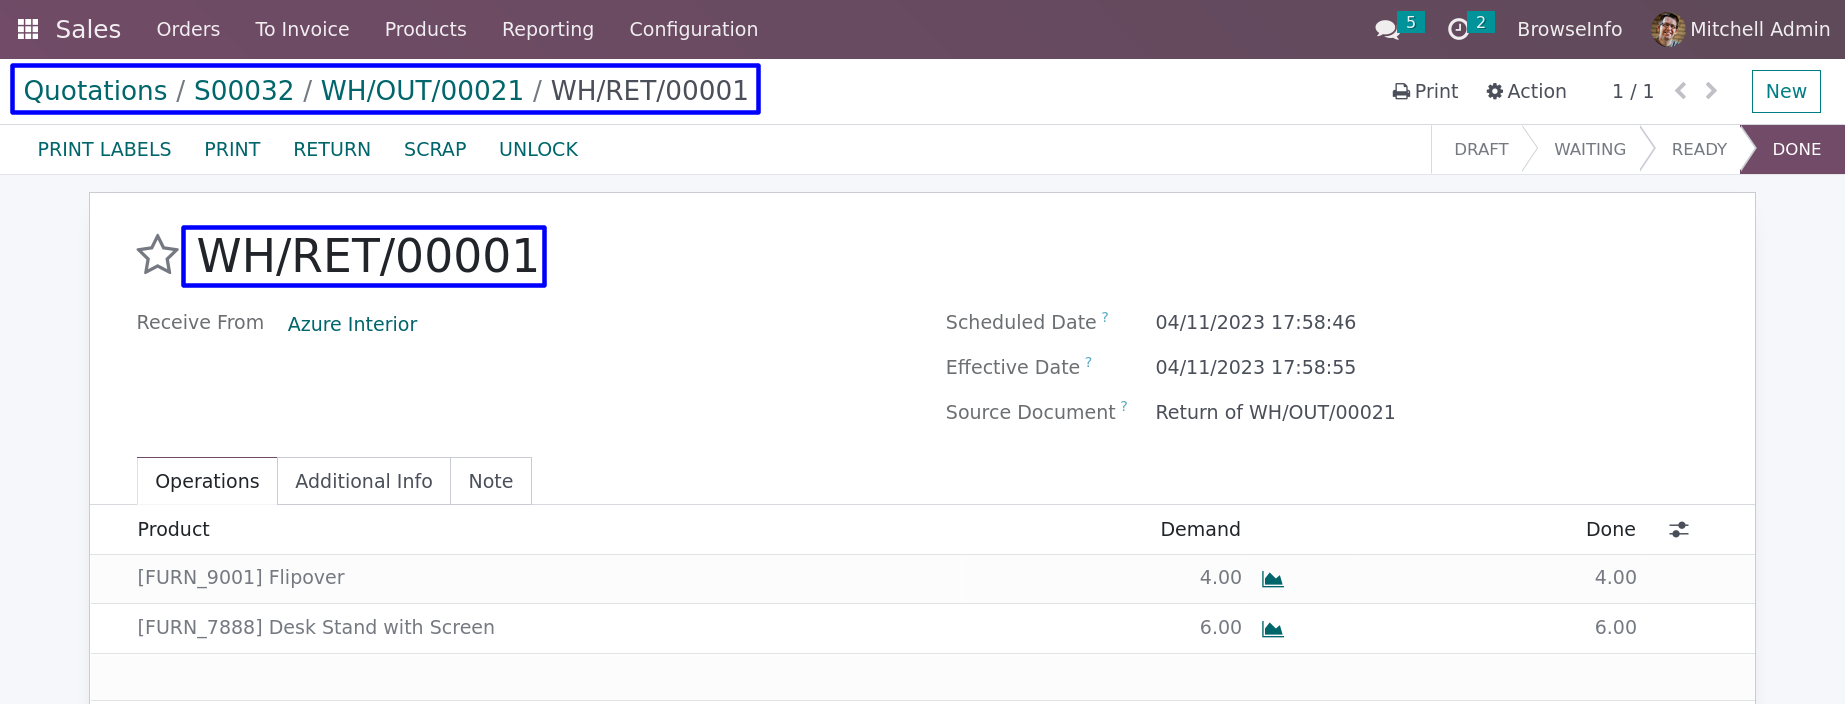 Sales Orders To Invoice Products Reporting Configuration 5 2 BrowseInfo Mitchell Admin
Quotations / S00032 / WH/OUT/00021 / WH/RET/00001 Print Action 1 / 1 New
PRINT LABELS PRINT RETURN SCRAP UNLOCK DRAFT WAITING READY DONE
WH/RET/00001
Receive From Azure Interior Scheduled Date ? 04/11/2023 17:58:46
Effective Date ? 04/11/2023 17:58:55
Source Document ? Return of WH/OUT/00021
Operations Additional Info Note
Product Demand Done
[FURN_9001] Flipover 4.00 4.00
[FURN_7888] Desk Stand with Screen 6.00 6.00